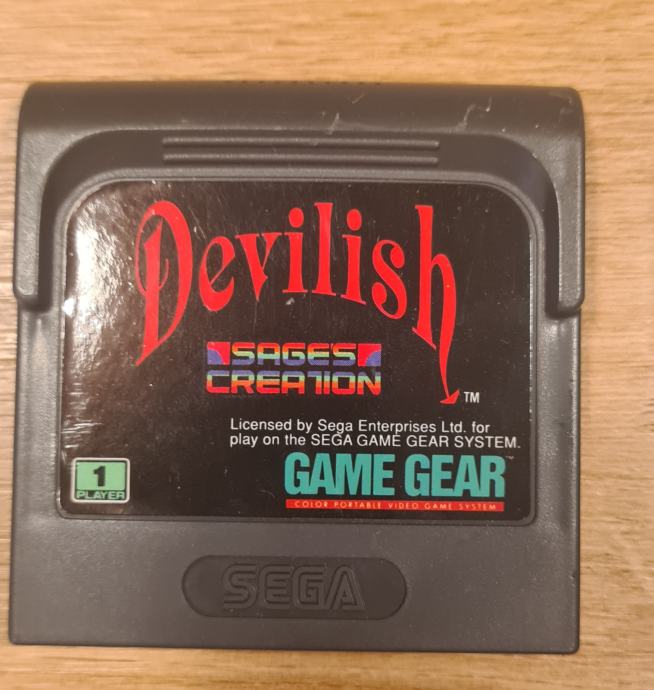 Devilish
SAGES
CREATION
TM
Licensed by Sega Enterprises Ltd. for
play on the SEGA GAME GEAR SYSTEM.
1
PLAYER
GAME GEAR
COLOR PORTABLE VIDEO GAME SYSTEM
SEGA